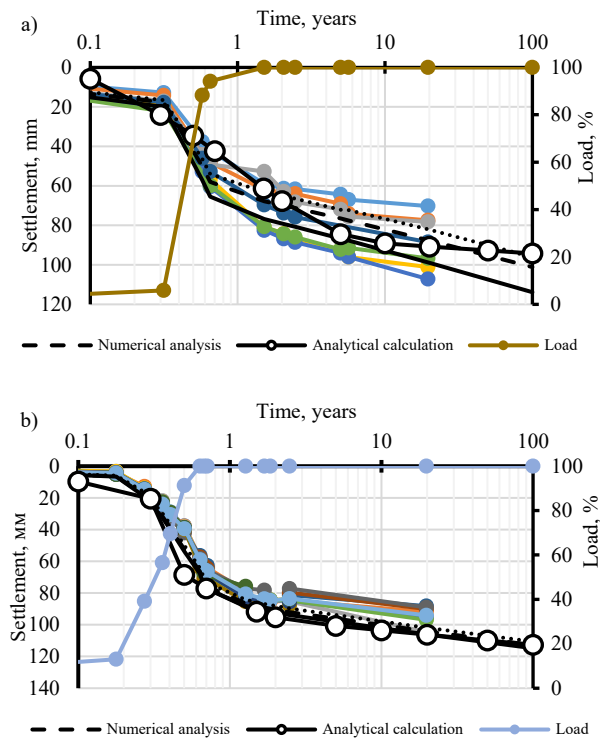 Time, years
a)
0.1 1 10 100
0 100
20 80
40 60
60 40
80 20
100 0
120
Settlement, mm
Load, %
Numerical analysis Analytical calculation Load
b)
Time, years
0.1 1 10 100
0 100
20 80
40 60
60 40
80 20
100 0
120
140
Settlement, мм
Load, %
Numerical analysis Analytical calculation Load